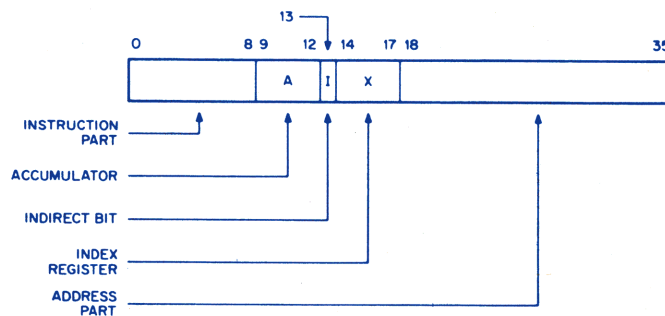 13
0 8 9 12 14 17 18 35
A I X
INSTRUCTION
PART
ACCUMULATOR
INDIRECT BIT
INDEX
REGISTER
ADDRESS
PART